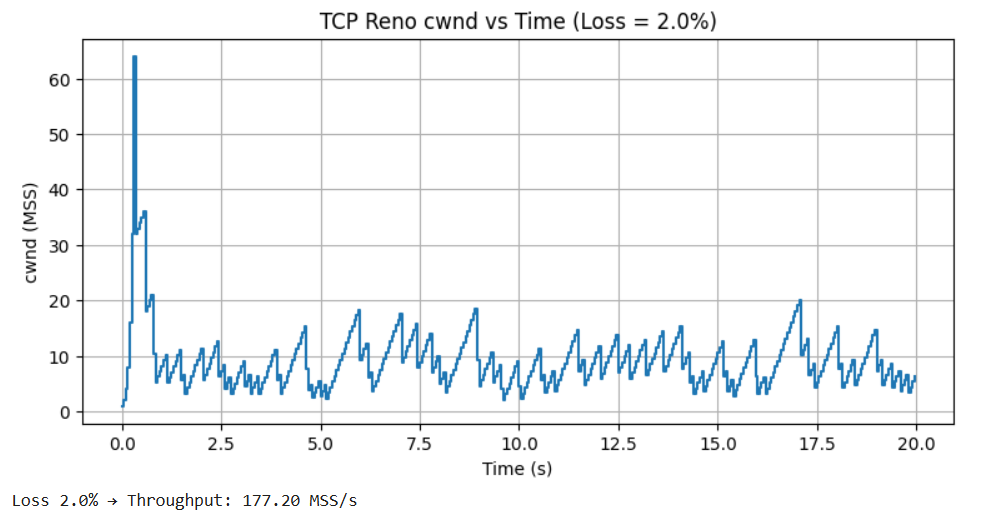 TCP Reno cwnd vs Time (Loss = 2.0%)
cwnd (MSS)
60
50
40
30
20
10
0
0.0 2.5 5.0 7.5 10.0 12.5 15.0 17.5 20.0
Time (s)
Loss 2.0% → Throughput: 177.20 MSS/s